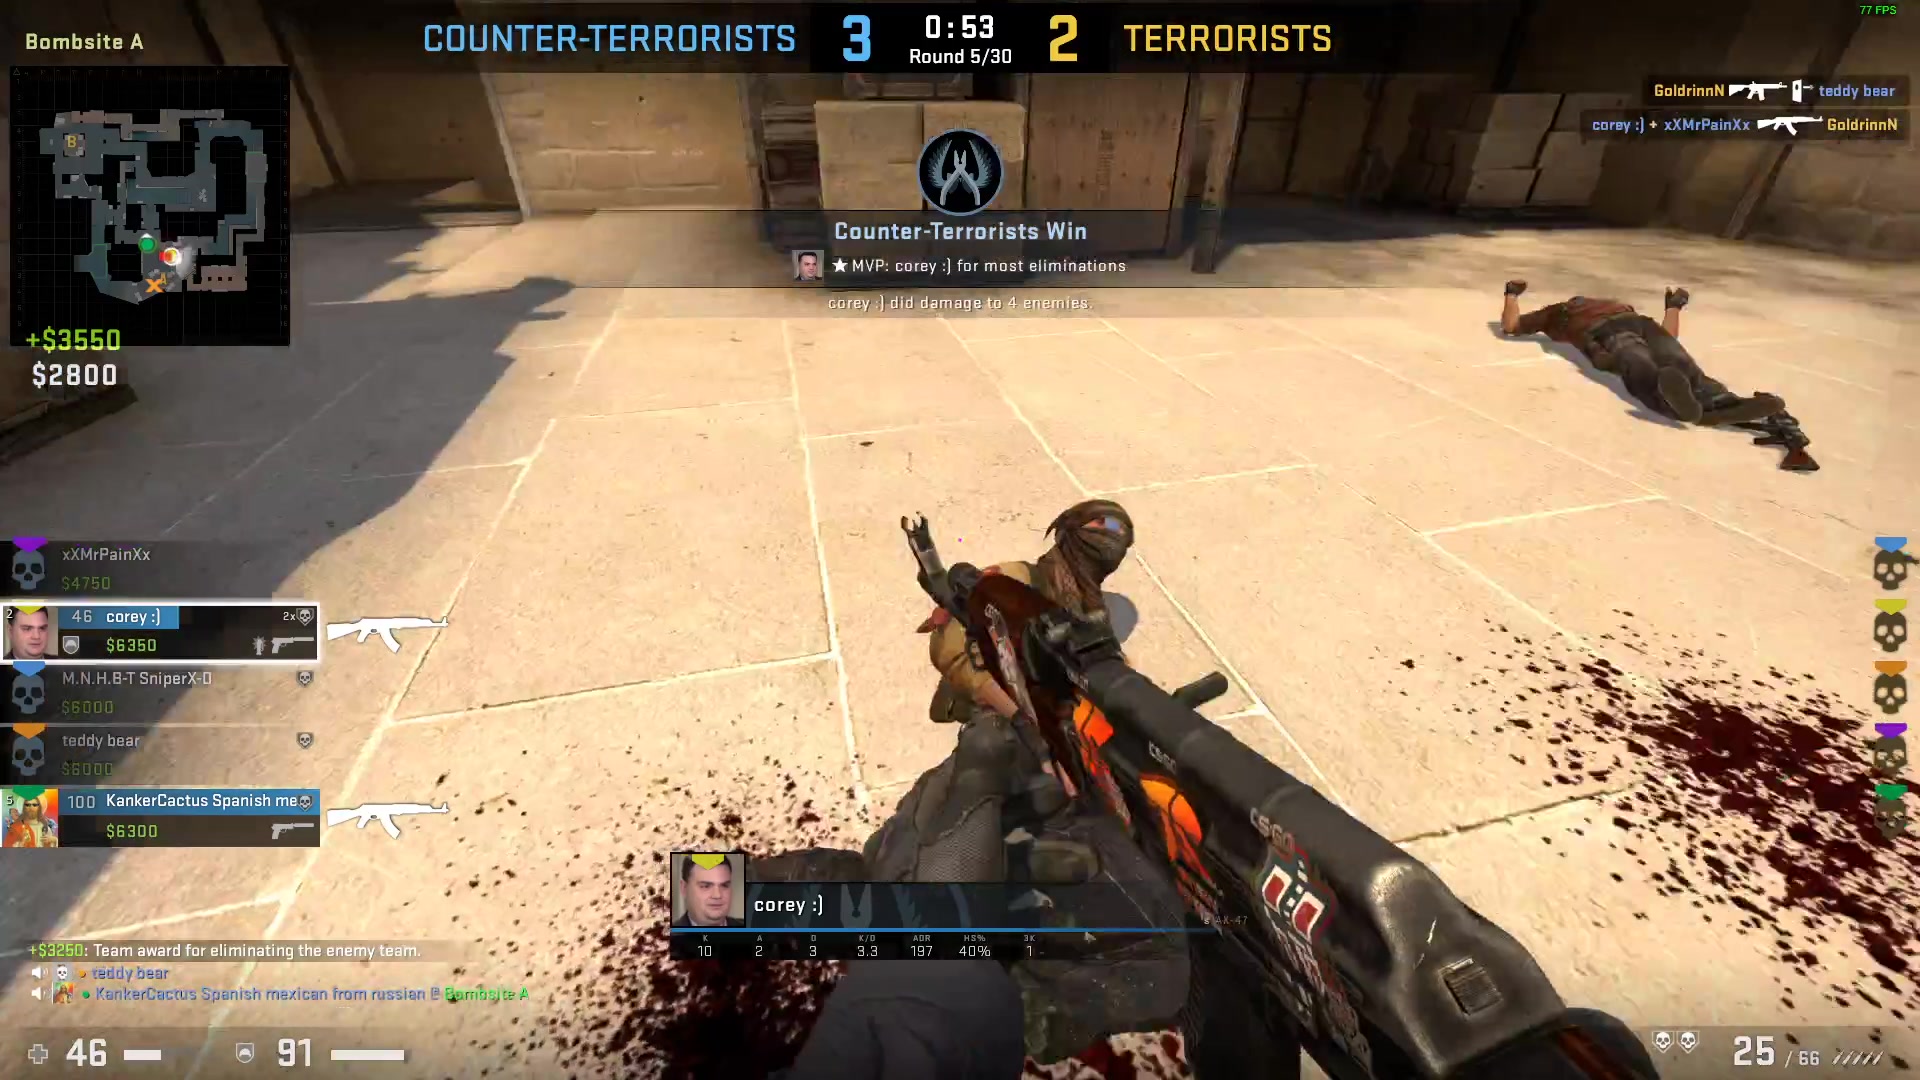 77 FPS
Bombsite A
COUNTER-TERRORISTS 3 0:53 2 TERRORISTS
Round 5/30
GoldrinnN teddy bear
corey :) + xXMrPainXx GoldrinnN
B
Counter-Terrorists Win
★ MVP: corey :) for most eliminations
corey :) did damage to 4 enemies.
+$3550
$2800
xXMrPainXx
$4750
2 46 corey :) 2x
$6350
M.N.H.B-T SniperX-D
$6000
teddy bear
$6000
5 100 KankerCactus Spanish me
$6300
corey :)
AK-47
K A D K/D ADR HS% 3K
10 2 3 3.3 197 40% 1
+$3250: Team award for eliminating the enemy team.
teddy bear
KankerCactus Spanish mexican from russian @ Bombsite A
CS:GO
46 91
25 / 66